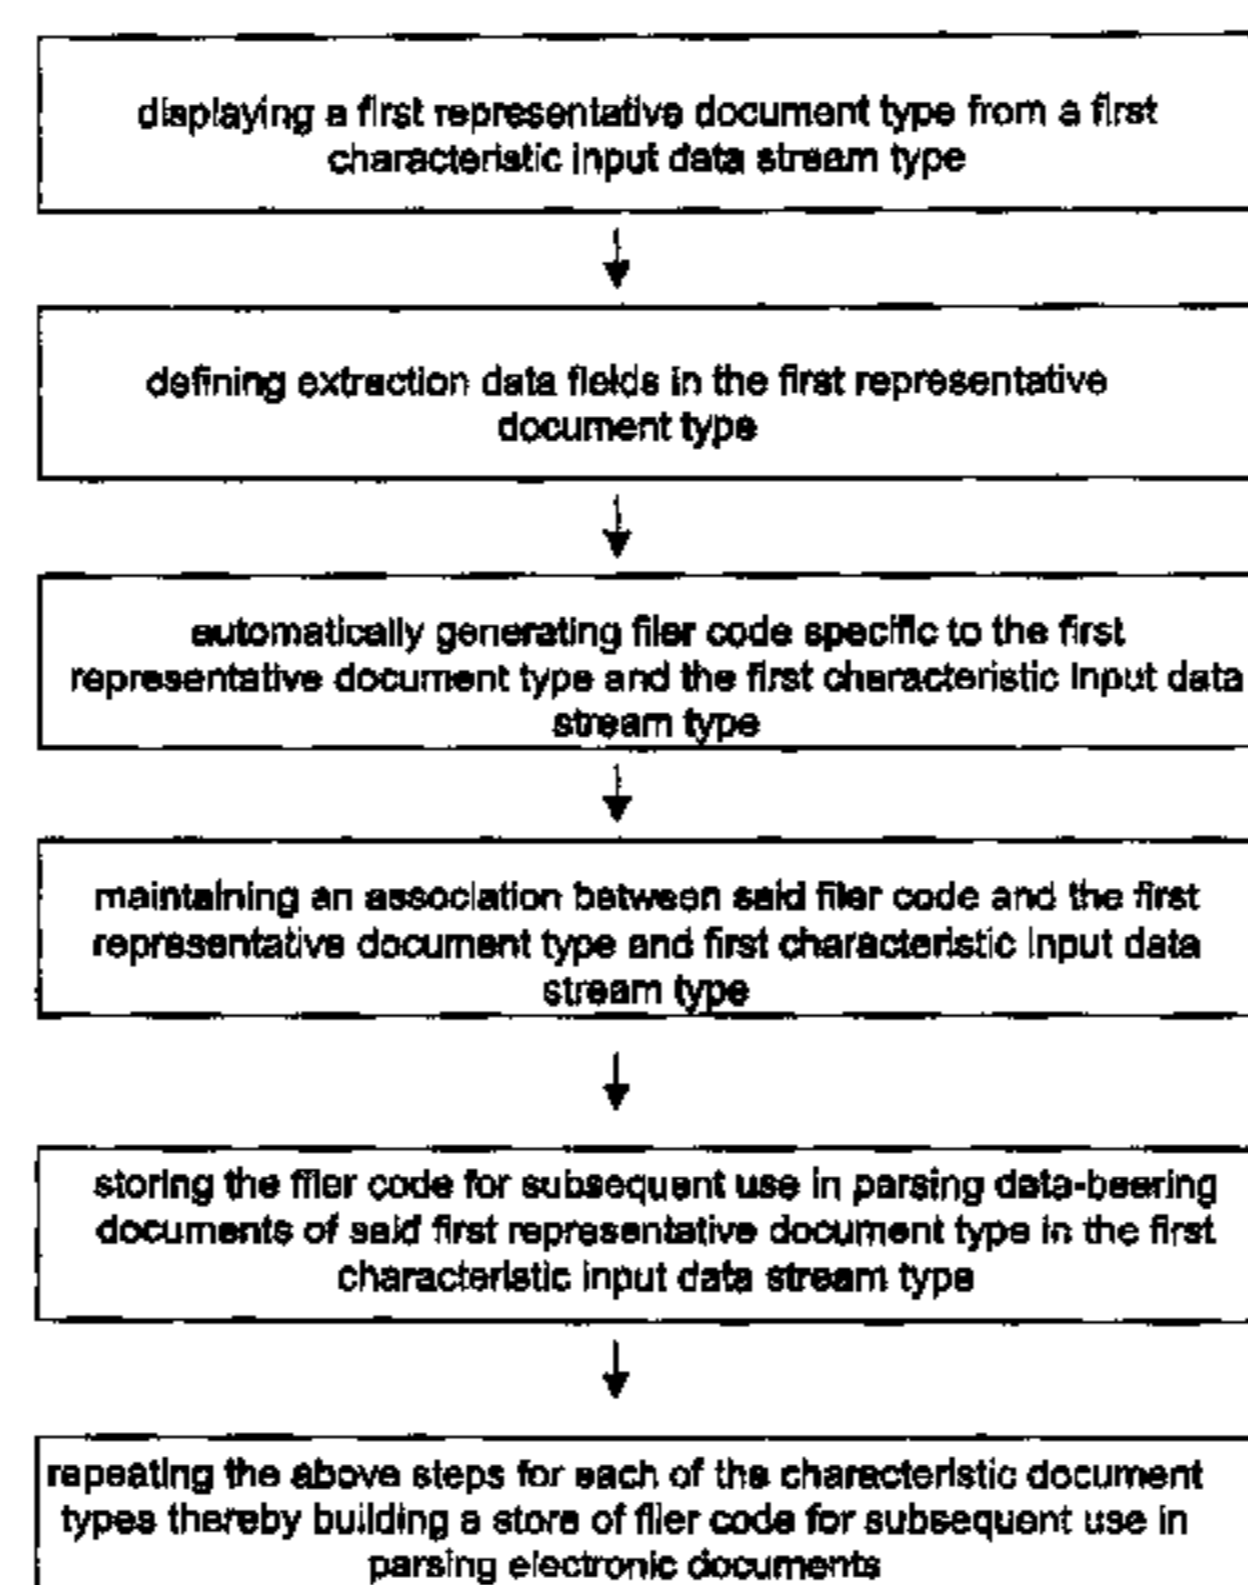 displaying a first representative document type from a first
characteristic input data stream type
defining extraction data fields in the first representative
document type
automatically generating filer code specific to the first
representative document type and the first characteristic input data
stream type
maintaining an association between said filer code and the first
representative document type and first characteristic input data
stream type
storing the filer code for subsequent use in parsing data-bearing
documents of said first representative document type in the first
characteristic input data stream type
repeating the above steps for each of the characteristic document
types thereby building a store of filer code for subsequent use in
parsing electronic documents